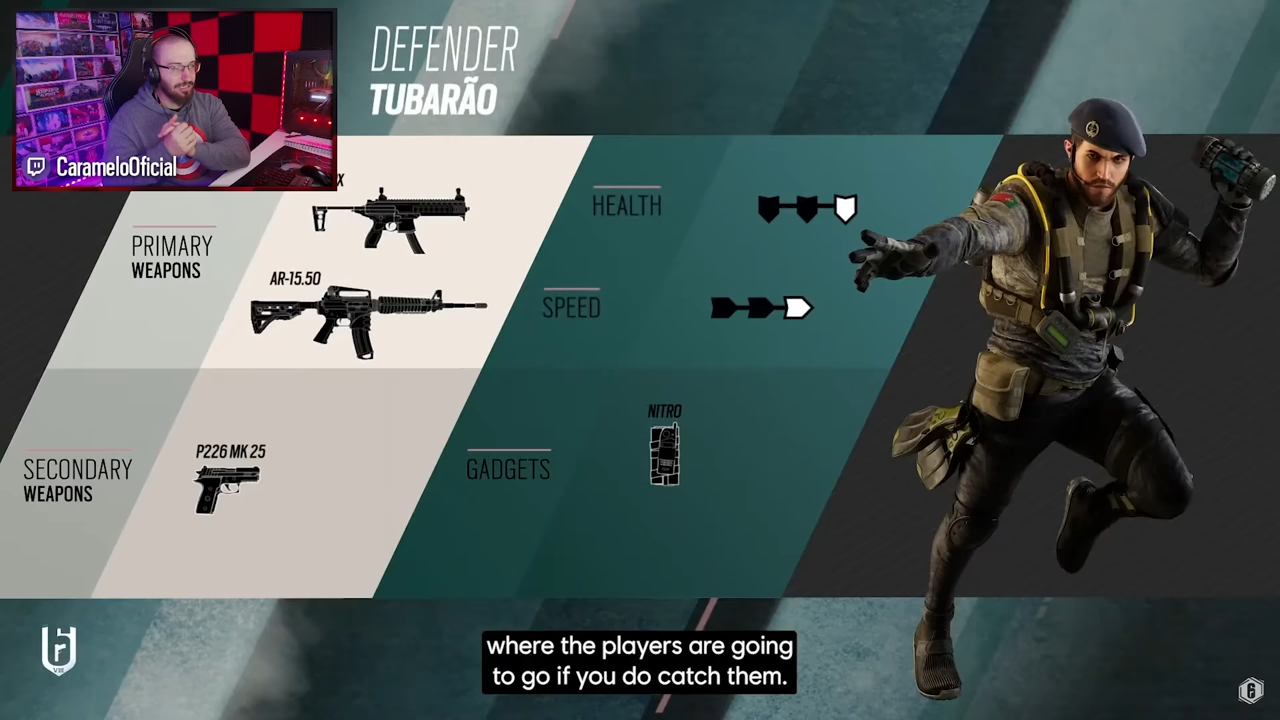 DEFENDER
TUBARÃO
CarameloOficial
X
HEALTH
PRIMARY
WEAPONS
AR-15.50
SPEED
NITRO
P226 MK 25
SECONDARY
WEAPONS
GADGETS
where the players are going
to go if you do catch them.